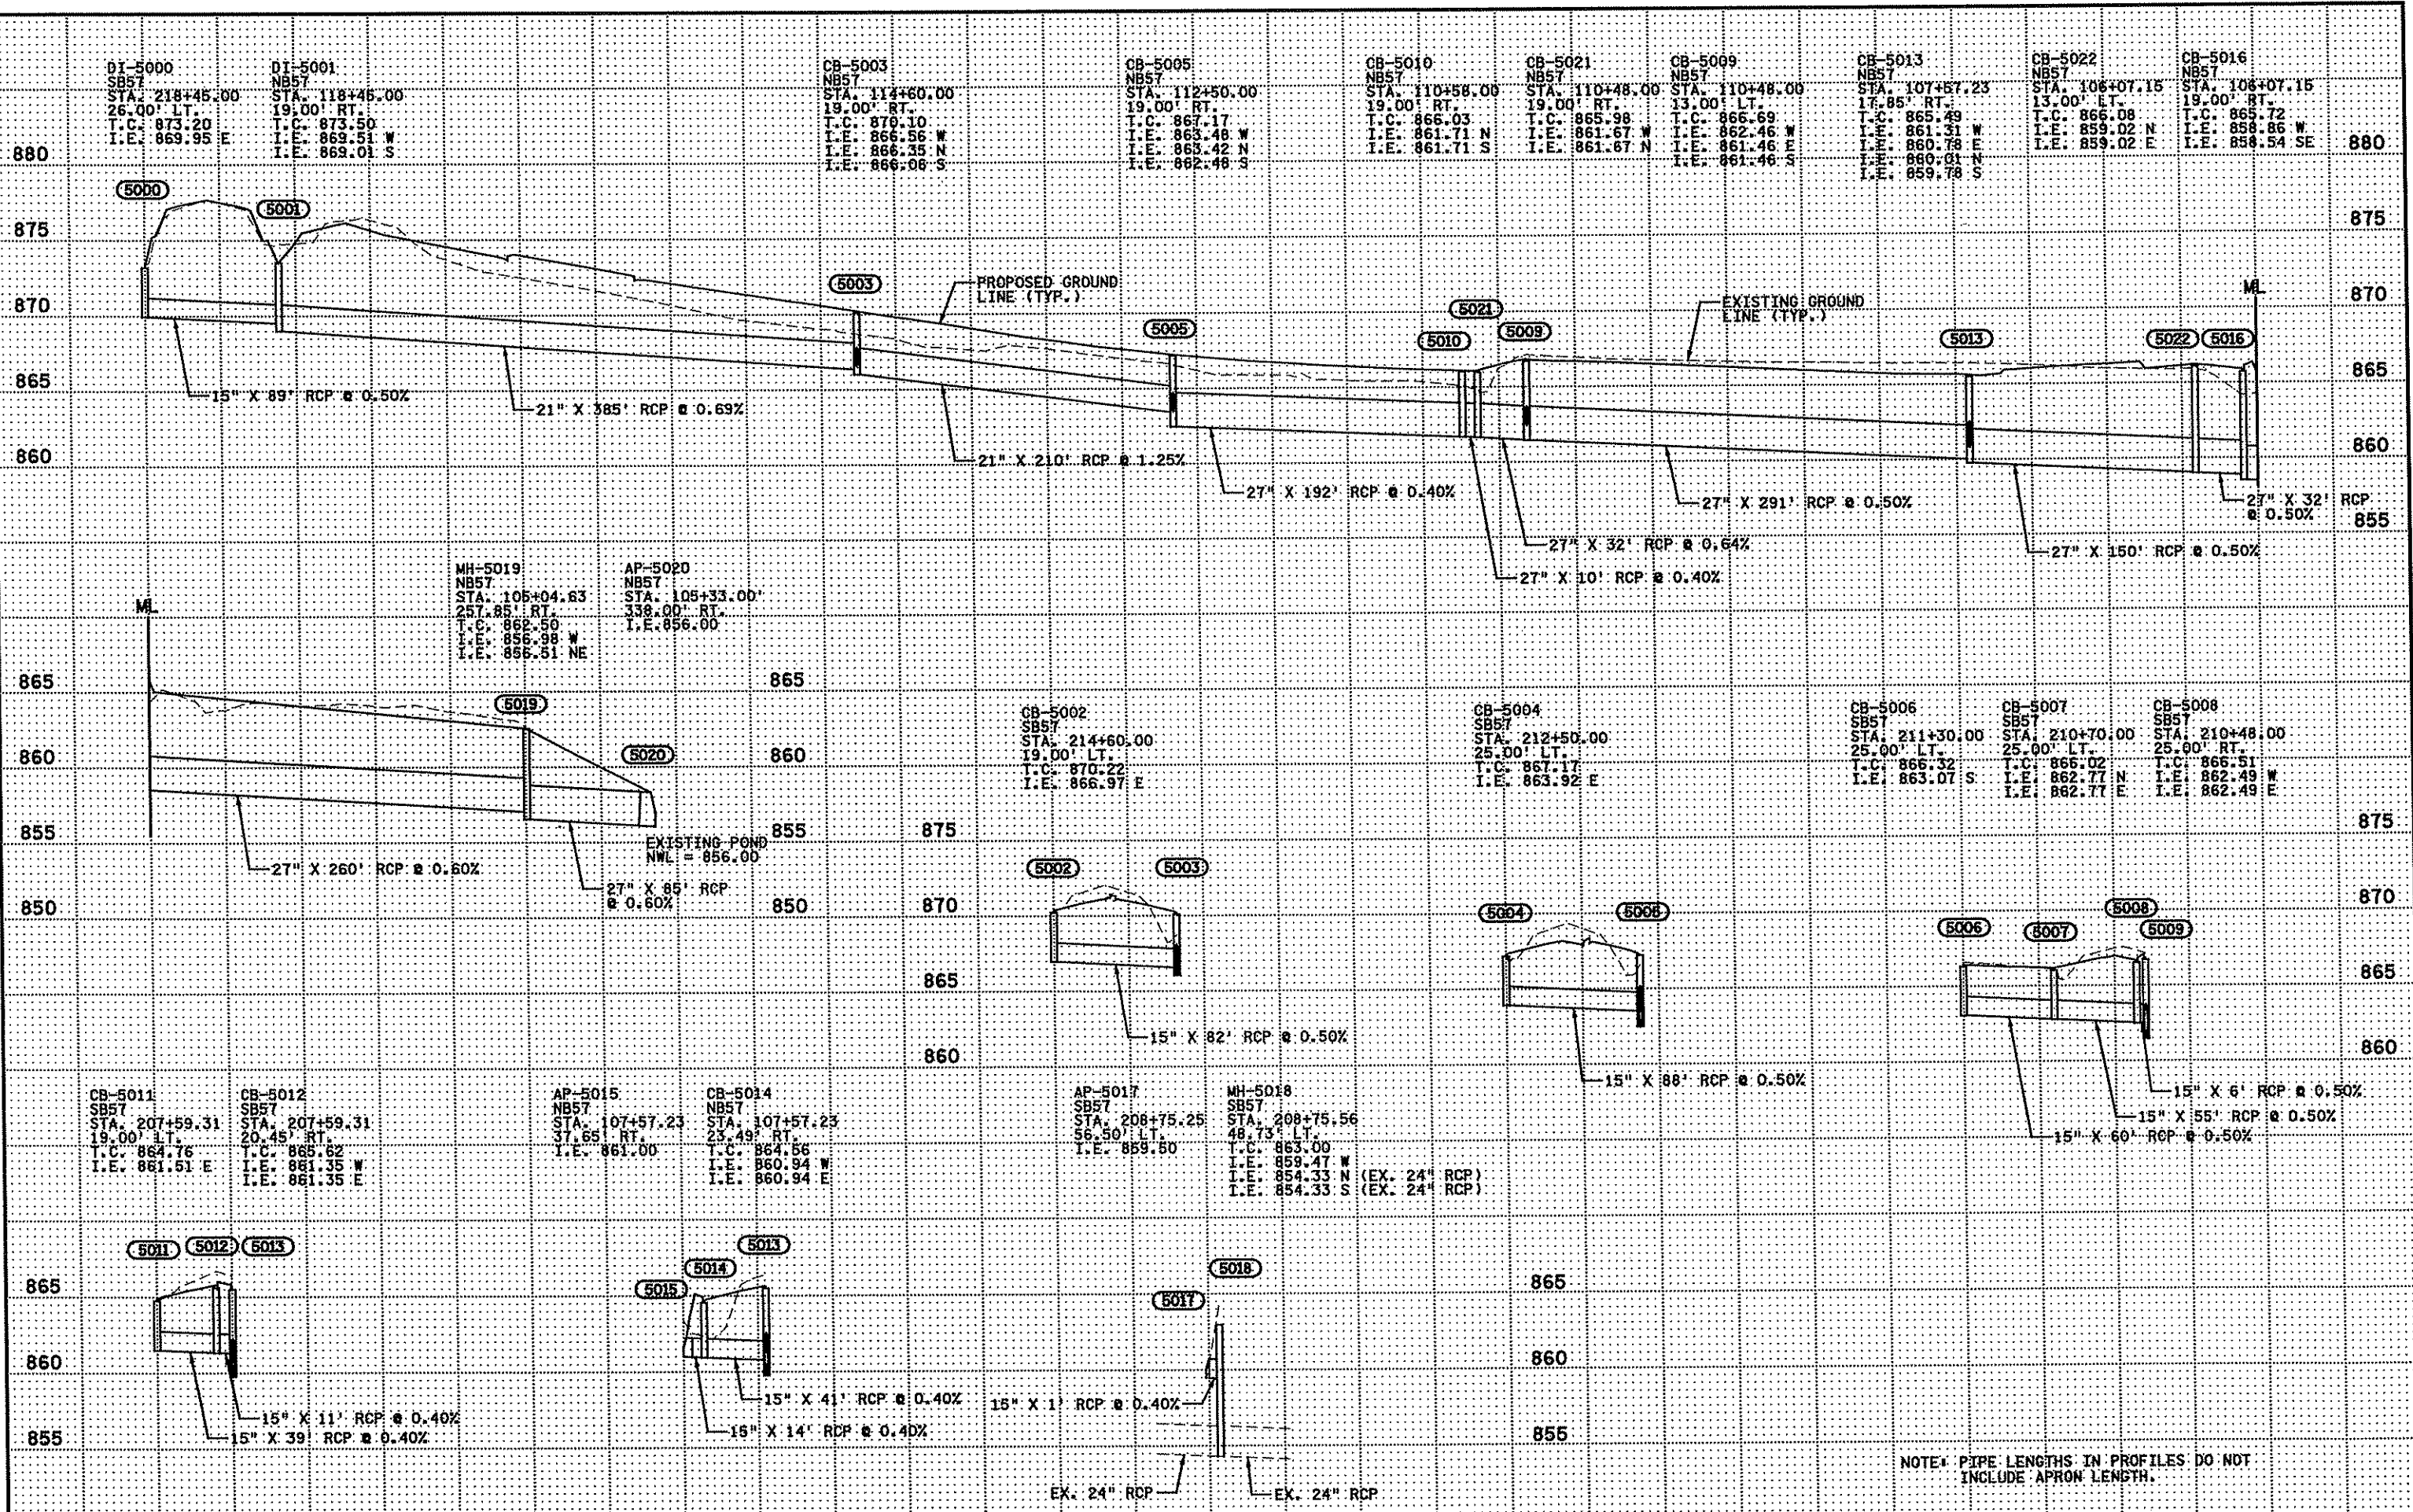 DI-5000
SB57
STA. 218+45.00
26.00' LT.
T.C. 873.20
I.E. 869.95 E
DI-5001
NB57
STA. 118+45.00
19.00' RT.
T.C. 873.50
I.E. 869.51 W
I.E. 869.01 S
CB-5003
NB57
STA. 114+60.00
19.00' RT.
T.C. 870.10
I.E. 866.56 W
I.E. 866.35 N
I.E. 866.06 S
CB-5005
NB57
STA. 112+50.00
19.00' RT.
T.C. 867.17
I.E. 863.48 W
I.E. 863.42 N
I.E. 862.48 S
CB-5010
NB57
STA. 110+58.00
19.00' RT.
T.C. 866.03
I.E. 861.71 N
I.E. 861.71 S
CB-5021
NB57
STA. 110+48.00
19.00' RT.
T.C. 865.98
I.E. 861.67 W
I.E. 861.67 N
CB-5009
NB57
STA. 110+48.00
13.00' LT.
T.C. 866.69
I.E. 862.46 W
I.E. 861.46 E
I.E. 861.46 S
CB-5013
NB57
STA. 107+57.23
17.85' RT.
T.C. 865.49
I.E. 861.31 W
I.E. 860.78 E
I.E. 860.01 N
I.E. 859.78 S
CB-5022
NB57
STA. 106+07.15
13.00' LT.
T.C. 866.08
I.E. 859.02 N
I.E. 859.02 E
CB-5016
NB57
STA. 106+07.15
19.00' RT.
T.C. 865.72
I.E. 858.86 W
I.E. 858.54 SE
880
880
5000
5001
875
875
5003
PROPOSED GROUND
LINE (TYP.)
EXISTING GROUND
LINE (TYP.)
ML
870
870
5005
5010
5021
5009
5013
5022
5016
865
865
15" X 89' RCP @ 0.50%
21" X 385' RCP @ 0.69%
860
860
21" X 210' RCP @ 1.25%
27" X 192' RCP @ 0.40%
27" X 291' RCP @ 0.50%
27" X 32' RCP
@ 0.50%
855
27" X 32' RCP @ 0.64%
27" X 150' RCP @ 0.50%
27" X 10' RCP @ 0.40%
MH-5019
NB57
STA. 105+04.63
257.85' RT.
T.C. 862.50
I.E. 856.98 W
I.E. 856.51 NE
AP-5020
NB57
STA. 105+33.00'
338.00' RT.
I.E.856.00
ML
865
865
5019
860
860
5020
855
855
EXISTING POND
NWL = 856.00
27" X 260' RCP @ 0.60%
27" X 85' RCP
@ 0.60%
850
850
CB-5002
SB57
STA. 214+60.00
19.00' LT.
T.C. 870.22
I.E. 866.97 E
CB-5004
SB57
STA. 212+50.00
25.00' LT.
T.C. 867.17
I.E. 863.92 E
CB-5006
SB57
STA. 211+30.00
25.00' LT.
T.C. 866.32
I.E. 863.07 S
CB-5007
SB57
STA. 210+70.00
25.00' LT.
T.C. 866.02
I.E. 862.77 N
I.E. 862.77 E
CB-5008
SB57
STA. 210+48.00
25.00' RT.
T.C. 866.51
I.E. 862.49 W
I.E. 862.49 E
875
875
5002
5003
870
870
5004
5005
5006
5007
5008
5009
865
865
15" X 82' RCP @ 0.50%
860
860
15" X 88' RCP @ 0.50%
15" X 6' RCP @ 0.50%
15" X 55' RCP @ 0.50%
15" X 60' RCP @ 0.50%
CB-5011
SB57
STA. 207+59.31
19.00' LT.
T.C. 864.76
I.E. 861.51 E
CB-5012
SB57
STA. 207+59.31
20.45' RT.
T.C. 865.62
I.E. 861.35 W
I.E. 861.35 E
AP-5015
NB57
STA. 107+57.23
37.65' RT.
I.E. 861.00
CB-5014
NB57
STA. 107+57.23
23.49' RT.
T.C. 864.56
I.E. 860.94 W
I.E. 860.94 E
AP-5017
SB57
STA. 208+75.25
56.50' LT.
I.E. 859.50
MH-5018
SB57
STA. 208+75.56
48.73' LT.
T.C. 863.00
I.E. 859.47 W
I.E. 854.33 N (EX. 24" RCP)
I.E. 854.33 S (EX. 24" RCP)
5011
5012
5013
5015
5014
5013
5017
5018
865
865
860
860
15" X 11' RCP @ 0.40%
15" X 39' RCP @ 0.40%
15" X 41' RCP @ 0.40%
15" X 14' RCP @ 0.40%
15" X 1' RCP @ 0.40%
855
855
EX. 24" RCP
EX. 24" RCP
NOTE: PIPE LENGTHS IN PROFILES DO NOT
INCLUDE APRON LENGTH.